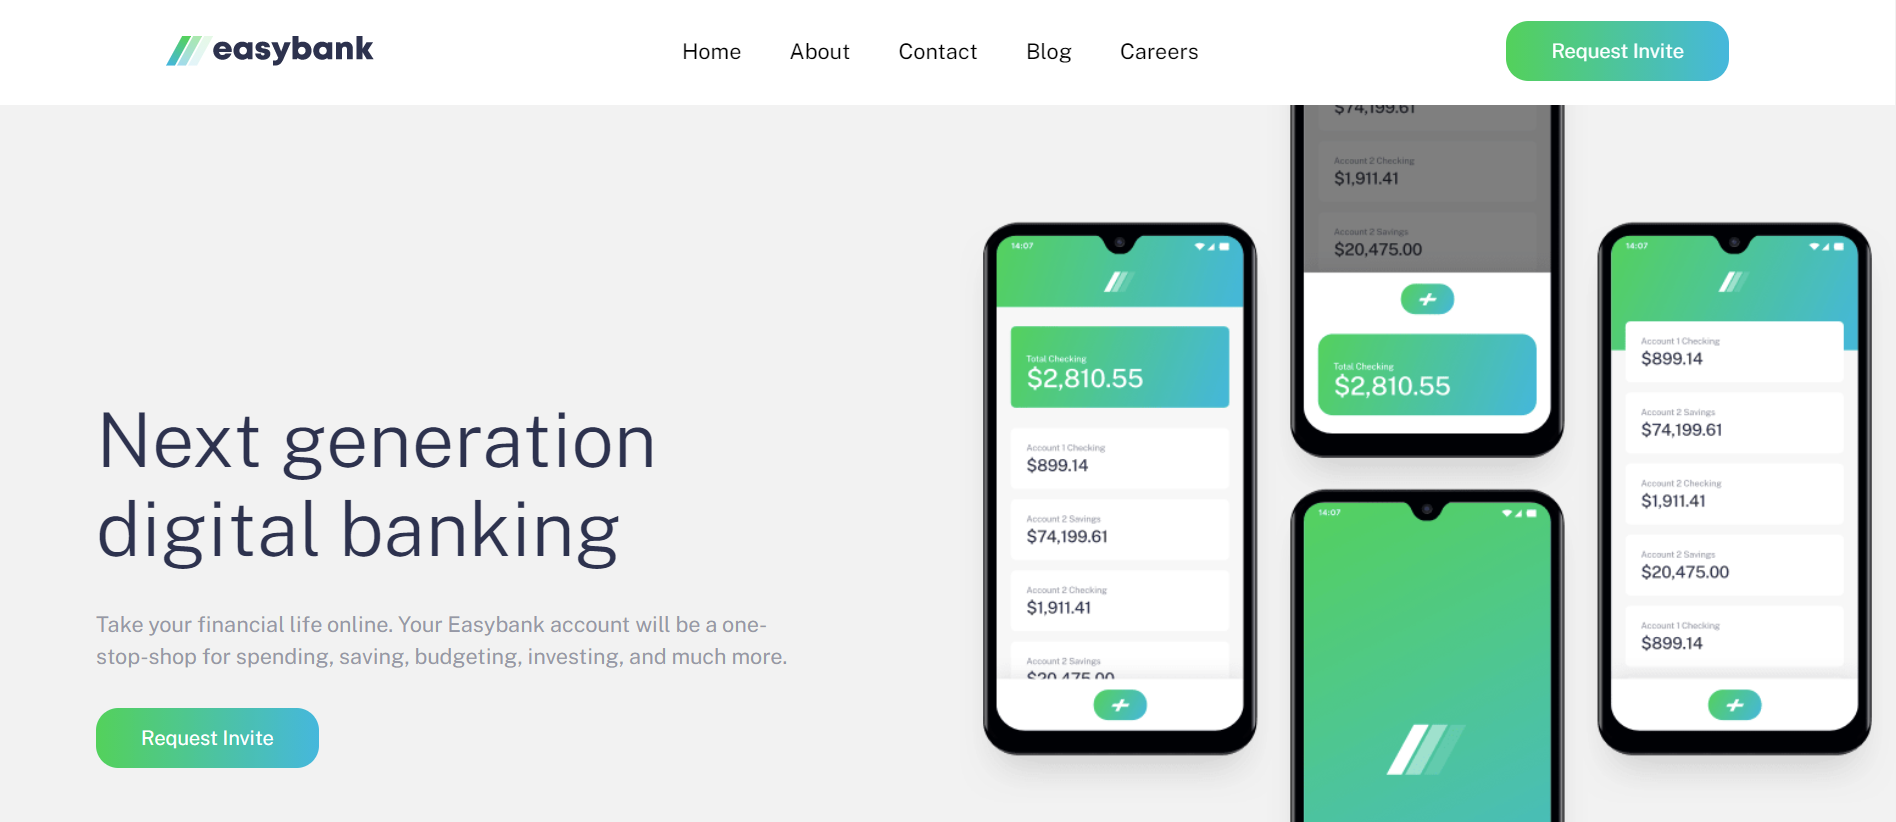 easybank
Home About Contact Blog Careers
Request Invite
Next generation
digital banking
Take your financial life online. Your Easybank account will be a one-
stop-shop for spending, saving, budgeting, investing, and much more.
Request Invite
14:07
Total Checking
$2,810.55
Account 1 Checking
$899.14
Account 2 Savings
$74,199.61
Account 2 Checking
$1,911.41
Account 2 Savings
$20,475.00
$74,199.61
Account 2 Checking
$1,911.41
Account 2 Savings
$20,475.00
Total Checking
$2,810.55
14:07
14:07
Account 1 Checking
$899.14
Account 2 Savings
$74,199.61
Account 2 Checking
$1,911.41
Account 2 Savings
$20,475.00
Account 1 Checking
$899.14